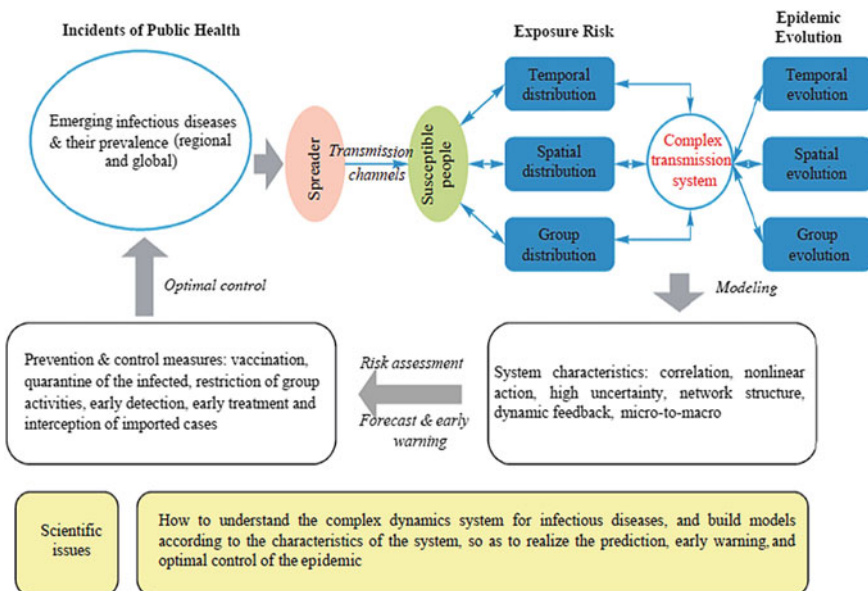 Incidents of Public Health
Exposure Risk
Epidemic
Evolution
Emerging infectious diseases
& their prevalence (regional
and global)
Spreader
Transmission
channels
Susceptible
people
Temporal
distribution
Spatial
distribution
Group
distribution
Complex
transmission
system
Temporal
evolution
Spatial
evolution
Group
evolution
Optimal control
Modeling
Prevention & control measures: vaccination,
quarantine of the infected, restriction of group
activities, early detection, early treatment and
interception of imported cases
Risk assessment
Forecast & early
warning
System characteristics: correlation, nonlinear
action, high uncertainty, network structure,
dynamic feedback, micro-to-macro
Scientific
issues
How to understand the complex dynamics system for infectious diseases, and build models
according to the characteristics of the system, so as to realize the prediction, early warning, and
optimal control of the epidemic